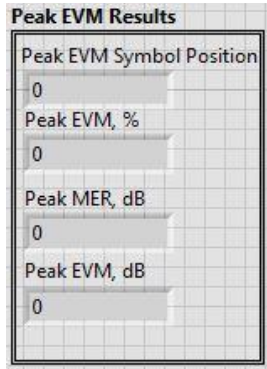 Peak EVM Results
Peak EVM Symbol Position
0
Peak EVM, %
0
Peak MER, dB
0
Peak EVM, dB
0